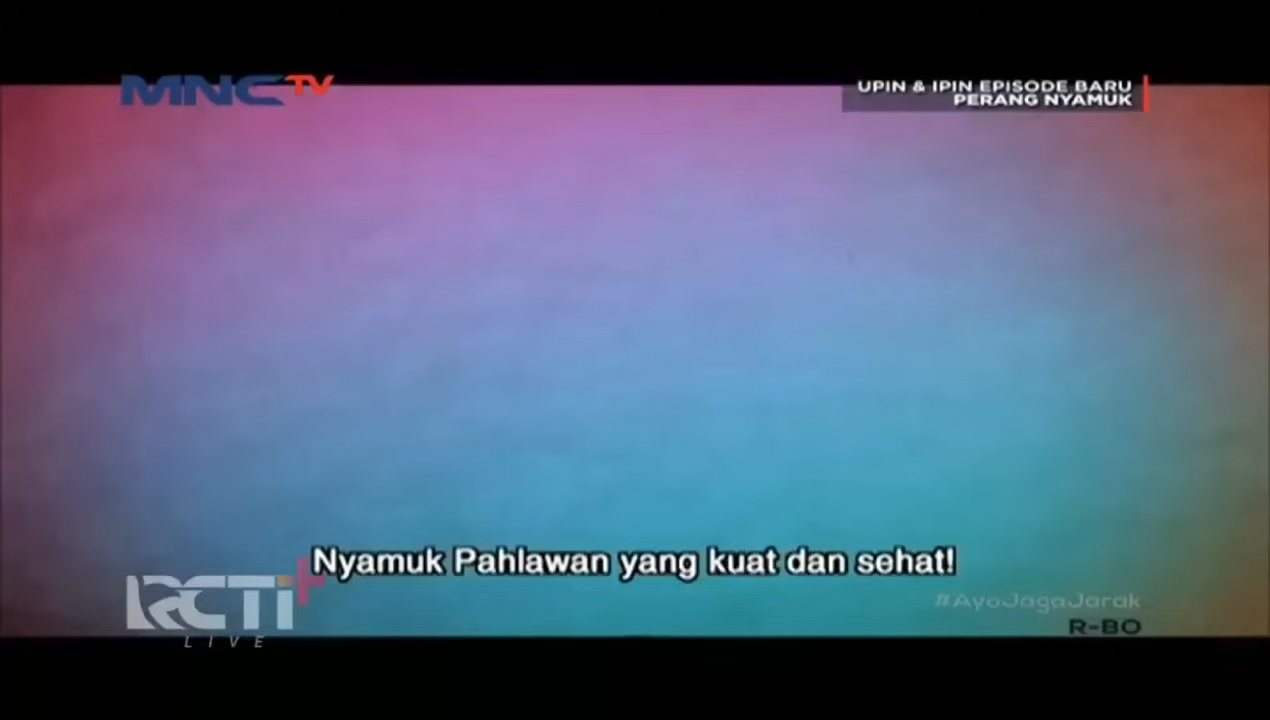 MNCTV
UPIN & IPIN EPISODE BARU
PERANG NYAMUK
Nyamuk Pahlawan yang kuat dan sehat!
RCTI+
LIVE
#AyoJagaJarak
R-BO